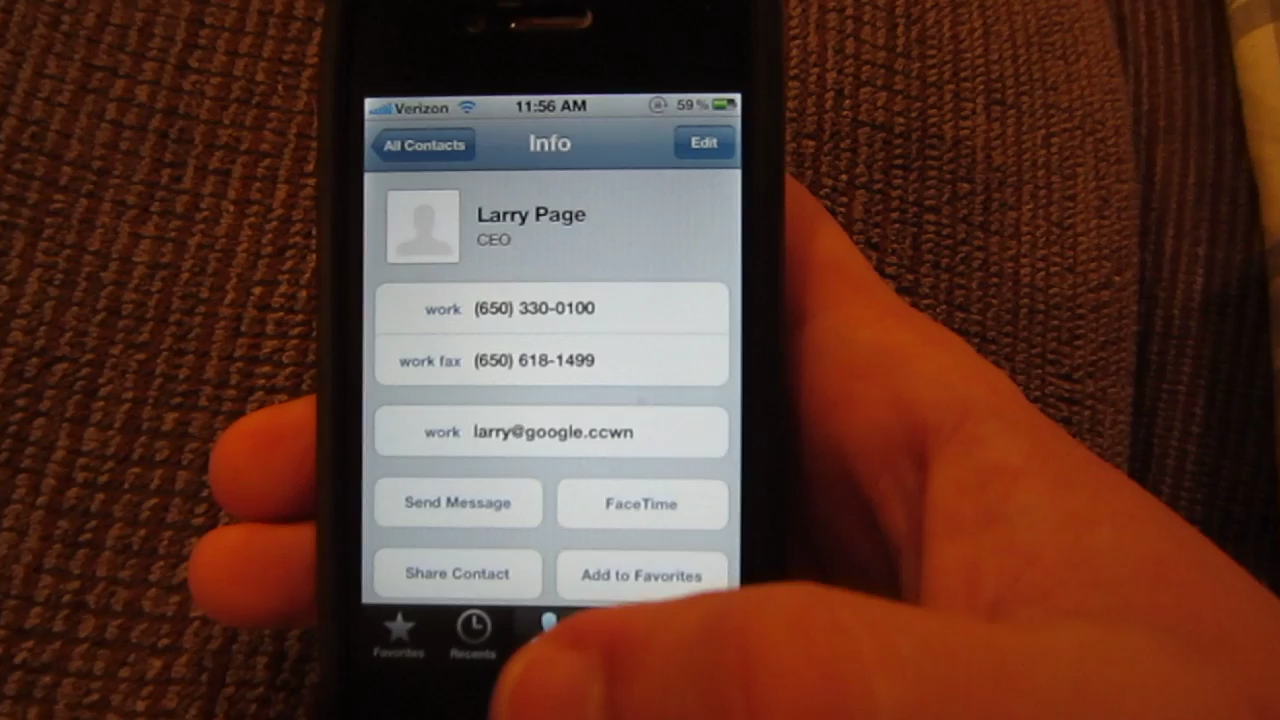 Verizon 11:56 AM 59%
All Contacts Info Edit
Larry Page
CEO
work (650) 330-0100
work fax (650) 618-1499
work larry@google.ccwn
Send Message FaceTime
Share Contact Add to Favorites
Favorites Recents